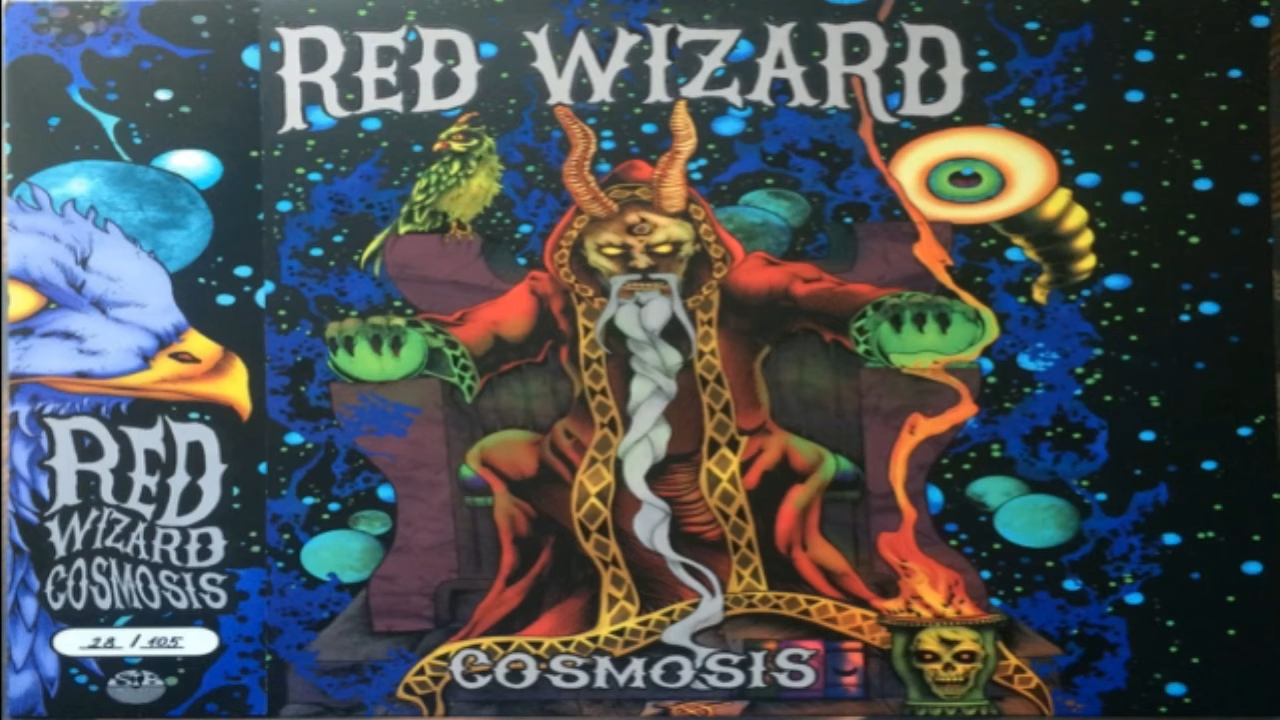 RED WIZARD
RED
WIZARD
COSMOSIS
28 / 105
COSMOSIS